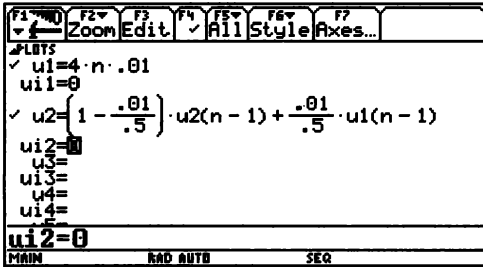 F1 F2 Zoom F3 Edit F4 ✓ F5 All F6 Style F7 Axes...
PLOTS
✓ u1=4·n·.01
ui1=0
✓ u2=(1 - .01/.5)·u2(n - 1) + .01/.5·u1(n - 1)
ui2=0
u3=
ui3=
u4=
ui4=
ui2=0
MAIN RAD AUTO SEQ